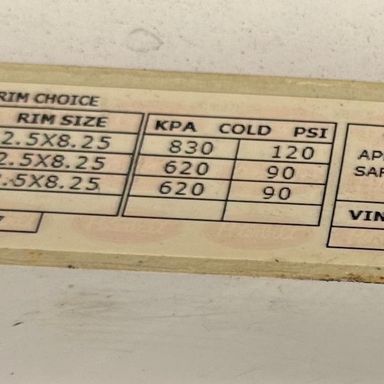 RIM CHOICE
RIM SIZE KPA COLD PSI
2.5X8.25 830 120
2.5X8.25 620 90
2.5X8.25 620 90
VIN